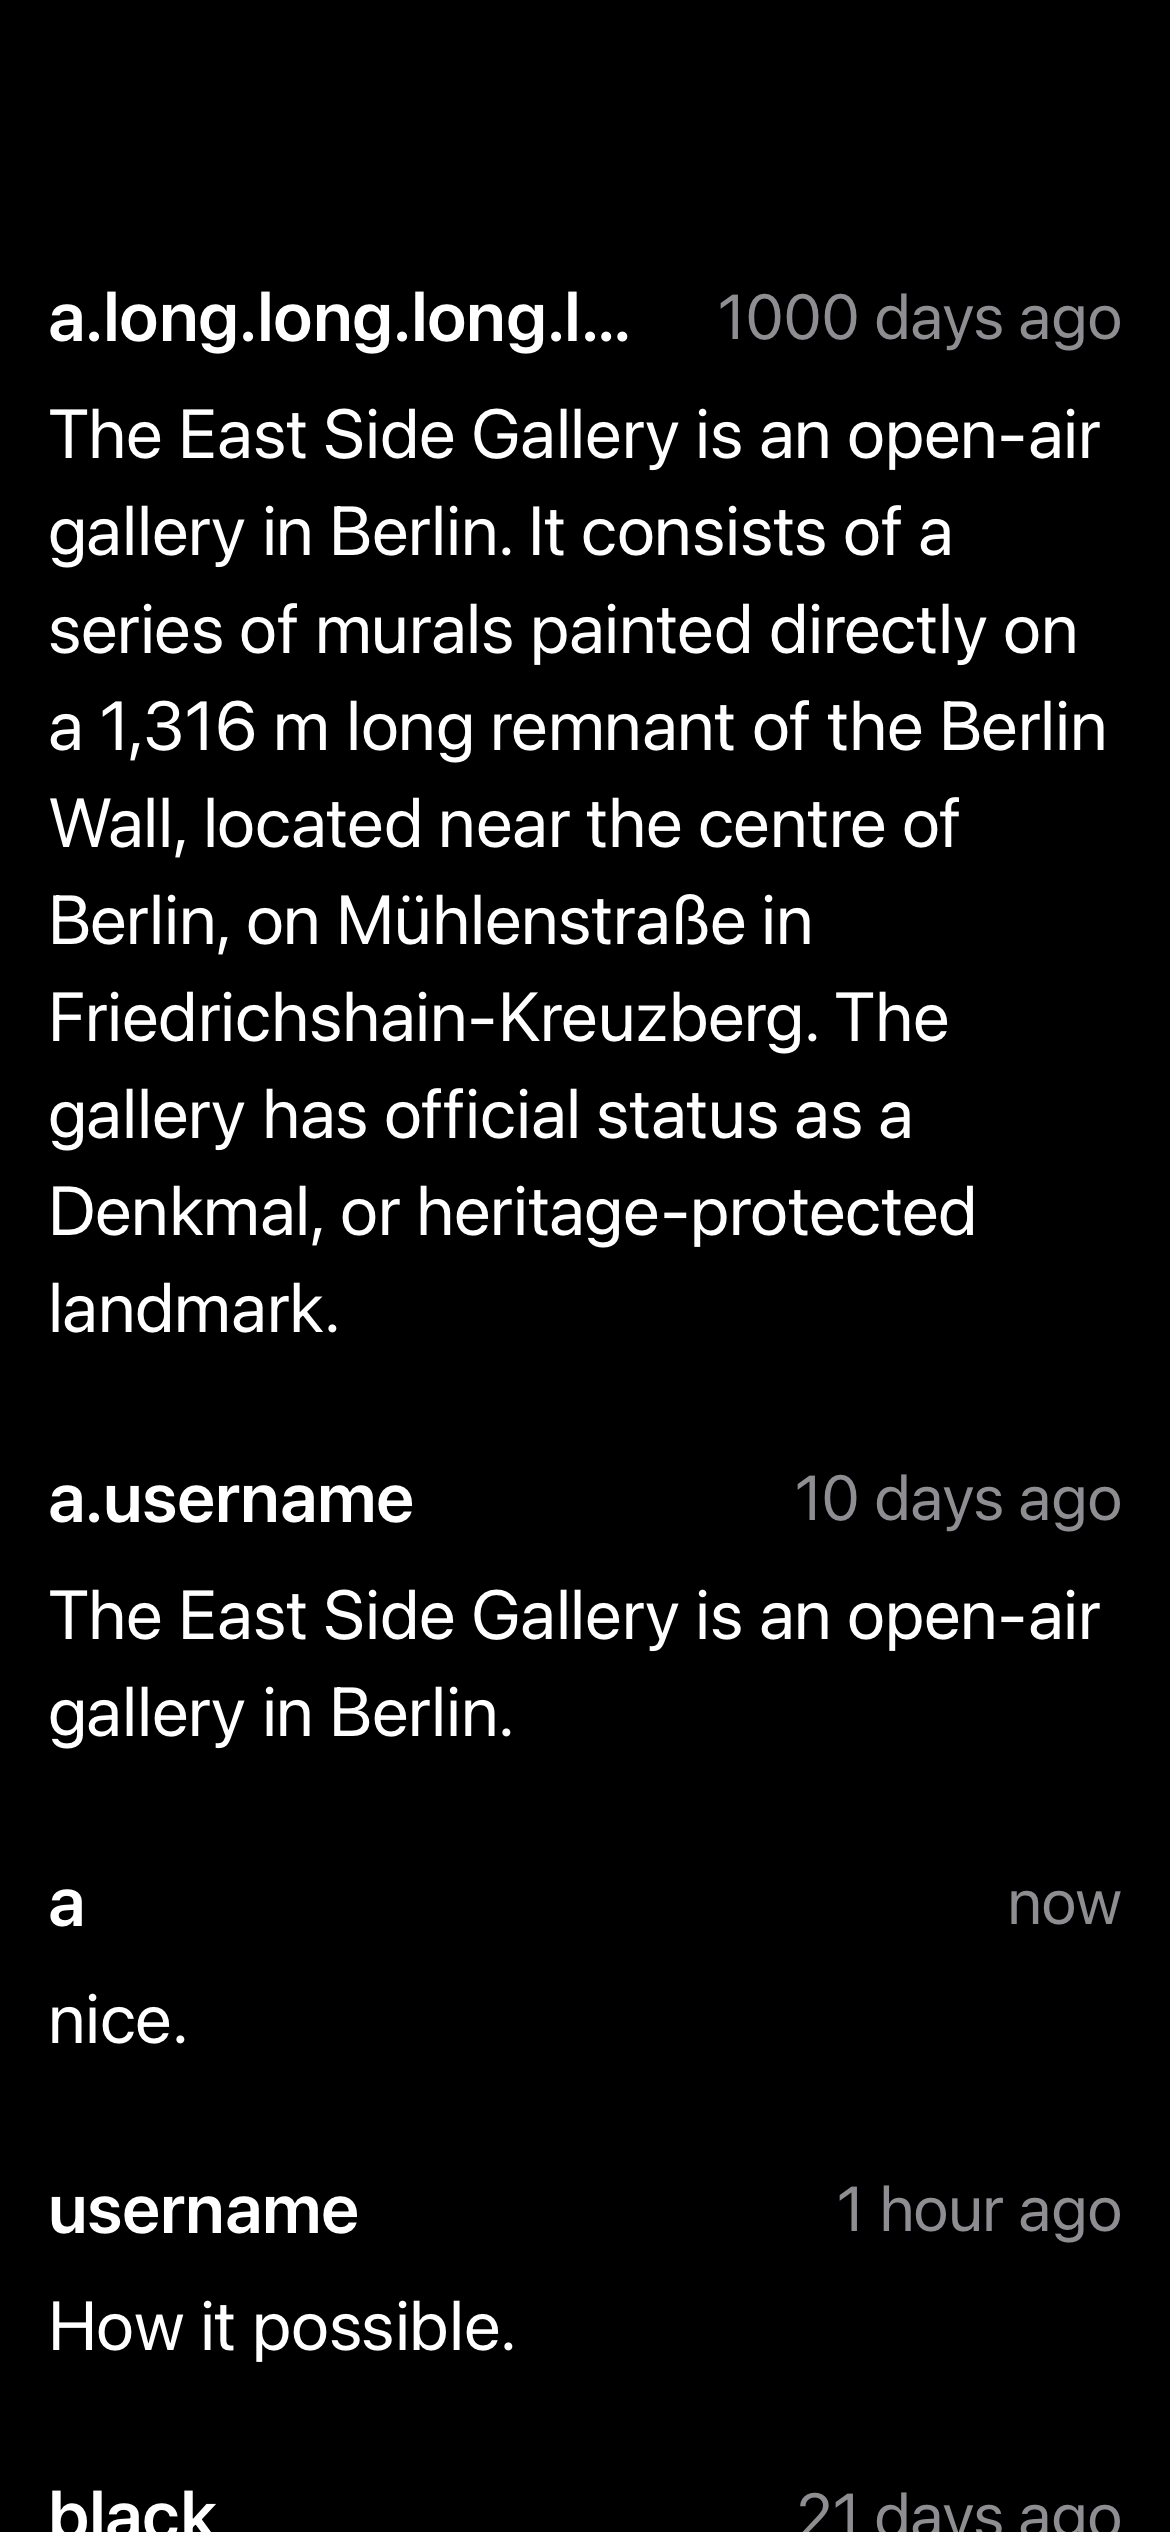 a.long.long.long.l... 1000 days ago
The East Side Gallery is an open-air
gallery in Berlin. It consists of a
series of murals painted directly on
a 1,316 m long remnant of the Berlin
Wall, located near the centre of
Berlin, on Mühlenstraße in
Friedrichshain-Kreuzberg. The
gallery has official status as a
Denkmal, or heritage-protected
landmark.
a.username 10 days ago
The East Side Gallery is an open-air
gallery in Berlin.
a now
nice.
username 1 hour ago
How it possible.
black 21 days ago